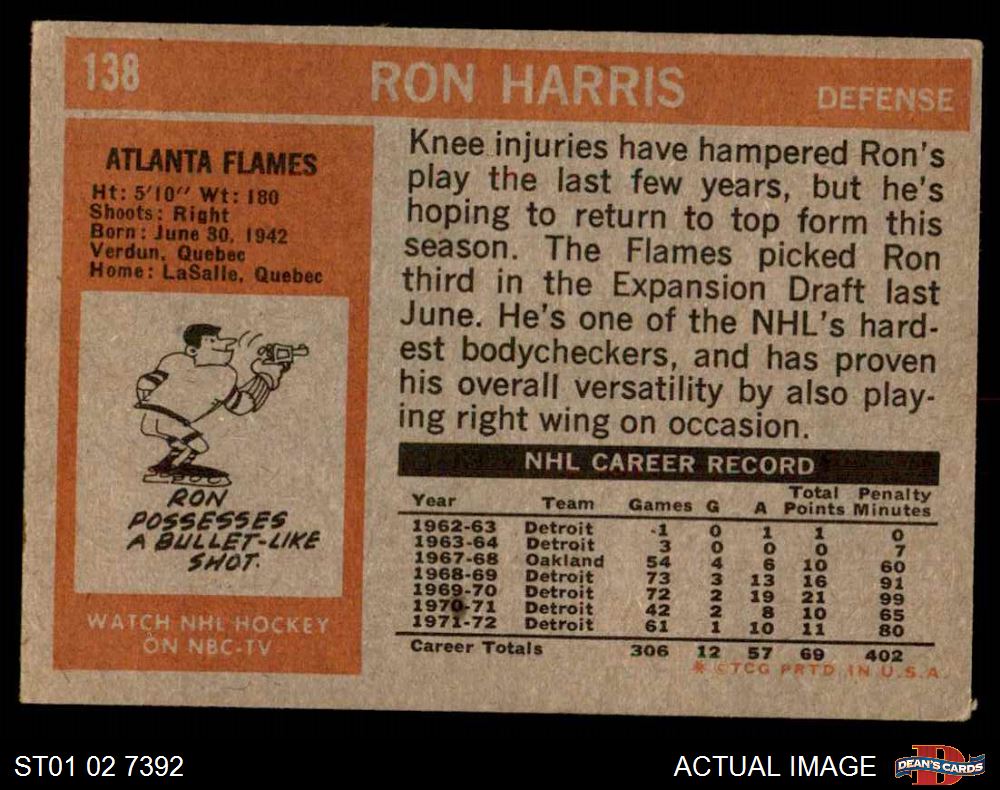 138
RON HARRIS
DEFENSE
ATLANTA FLAMES
Ht: 5'10" Wt: 180
Shoots: Right
Born: June 30, 1942
Verdun, Quebec
Home: LaSalle, Quebec
RON
POSSESSES
A BULLET-LIKE
SHOT.
WATCH NHL HOCKEY
ON NBC-TV
Knee injuries have hampered Ron's
play the last few years, but he's
hoping to return to top form this
season. The Flames picked Ron
third in the Expansion Draft last
June. He's one of the NHL's hard-
est bodycheckers, and has proven
his overall versatility by also play-
ing right wing on occasion.
NHL CAREER RECORD
Year Team Games G A Total Points Penalty Minutes
1962-63 Detroit 1 0 1 1 0
1963-64 Detroit 3 0 0 0 7
1967-68 Oakland 54 4 6 10 60
1968-69 Detroit 73 3 13 16 91
1969-70 Detroit 72 2 19 21 99
1970-71 Detroit 42 2 8 10 65
1971-72 Detroit 61 1 10 11 80
Career Totals 306 12 57 69 402
* ©TCG PRTD. IN U.S.A.
ST01 02 7392
ACTUAL IMAGE
D
DEAN'S CARDS